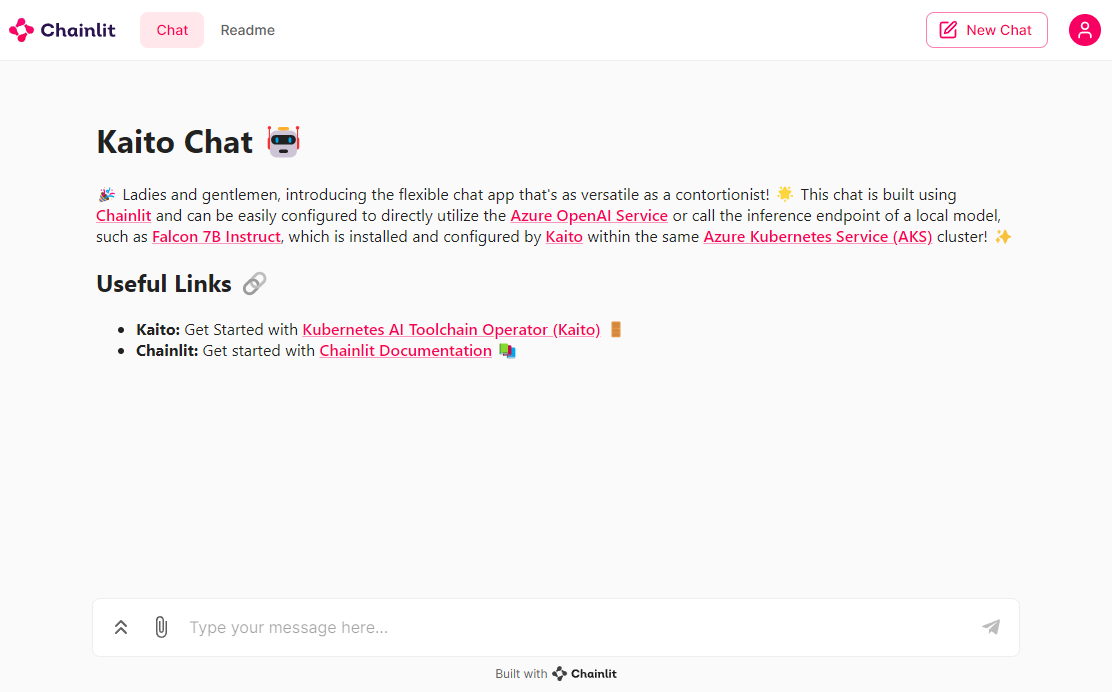 Chainlit Chat Readme New Chat
Kaito Chat 🤖
🎉 Ladies and gentlemen, introducing the flexible chat app that's as versatile as a contortionist! 🌟 This chat is built using
Chainlit and can be easily configured to directly utilize the Azure OpenAI Service or call the inference endpoint of a local model,
such as Falcon 7B Instruct, which is installed and configured by Kaito within the same Azure Kubernetes Service (AKS) cluster! ✨
Useful Links 🔗
• Kaito: Get Started with Kubernetes AI Toolchain Operator (Kaito) 🚪
• Chainlit: Get started with Chainlit Documentation 📚
Type your message here...
Built with Chainlit